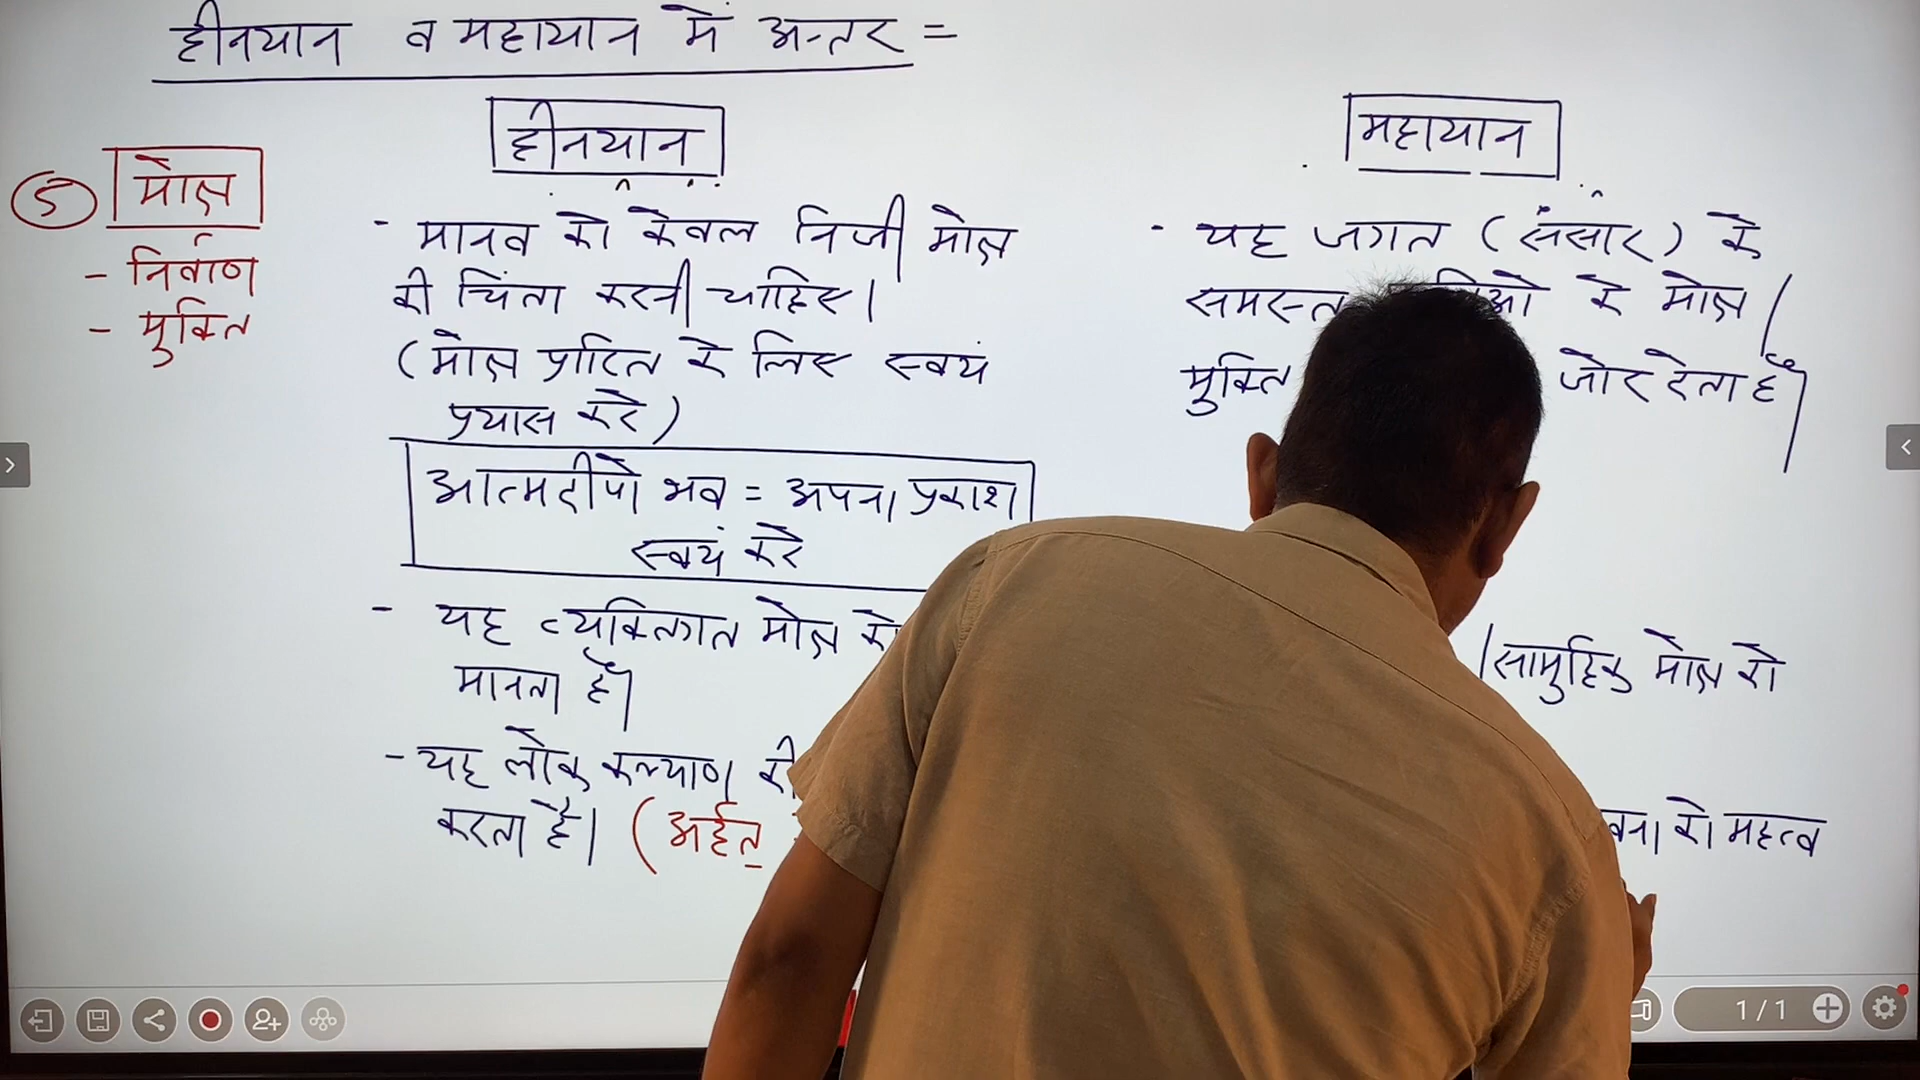 हीनयान व महायान में अन्तर =
हीनयान
महायान
5 मोक्ष
- निर्वाण
- मुक्ति
- मानव को केवल निजी मोक्ष
की चिंता करनी चाहिए।
(मोक्ष प्राप्ति के लिए स्वयं
प्रयास करे)
आत्मदीपो भव = अपना प्रकाश
स्वयं करे
- यह व्यक्तिगत मोक्ष को
मानता है।
- यह लोक कल्याण की
करता है। (अर्हत्
- यह जगत (संसार) के
समस्त के मोक्ष/
मुक्ति जोर देता है।
/सामुहिक मोक्ष को
को महत्व
1/1